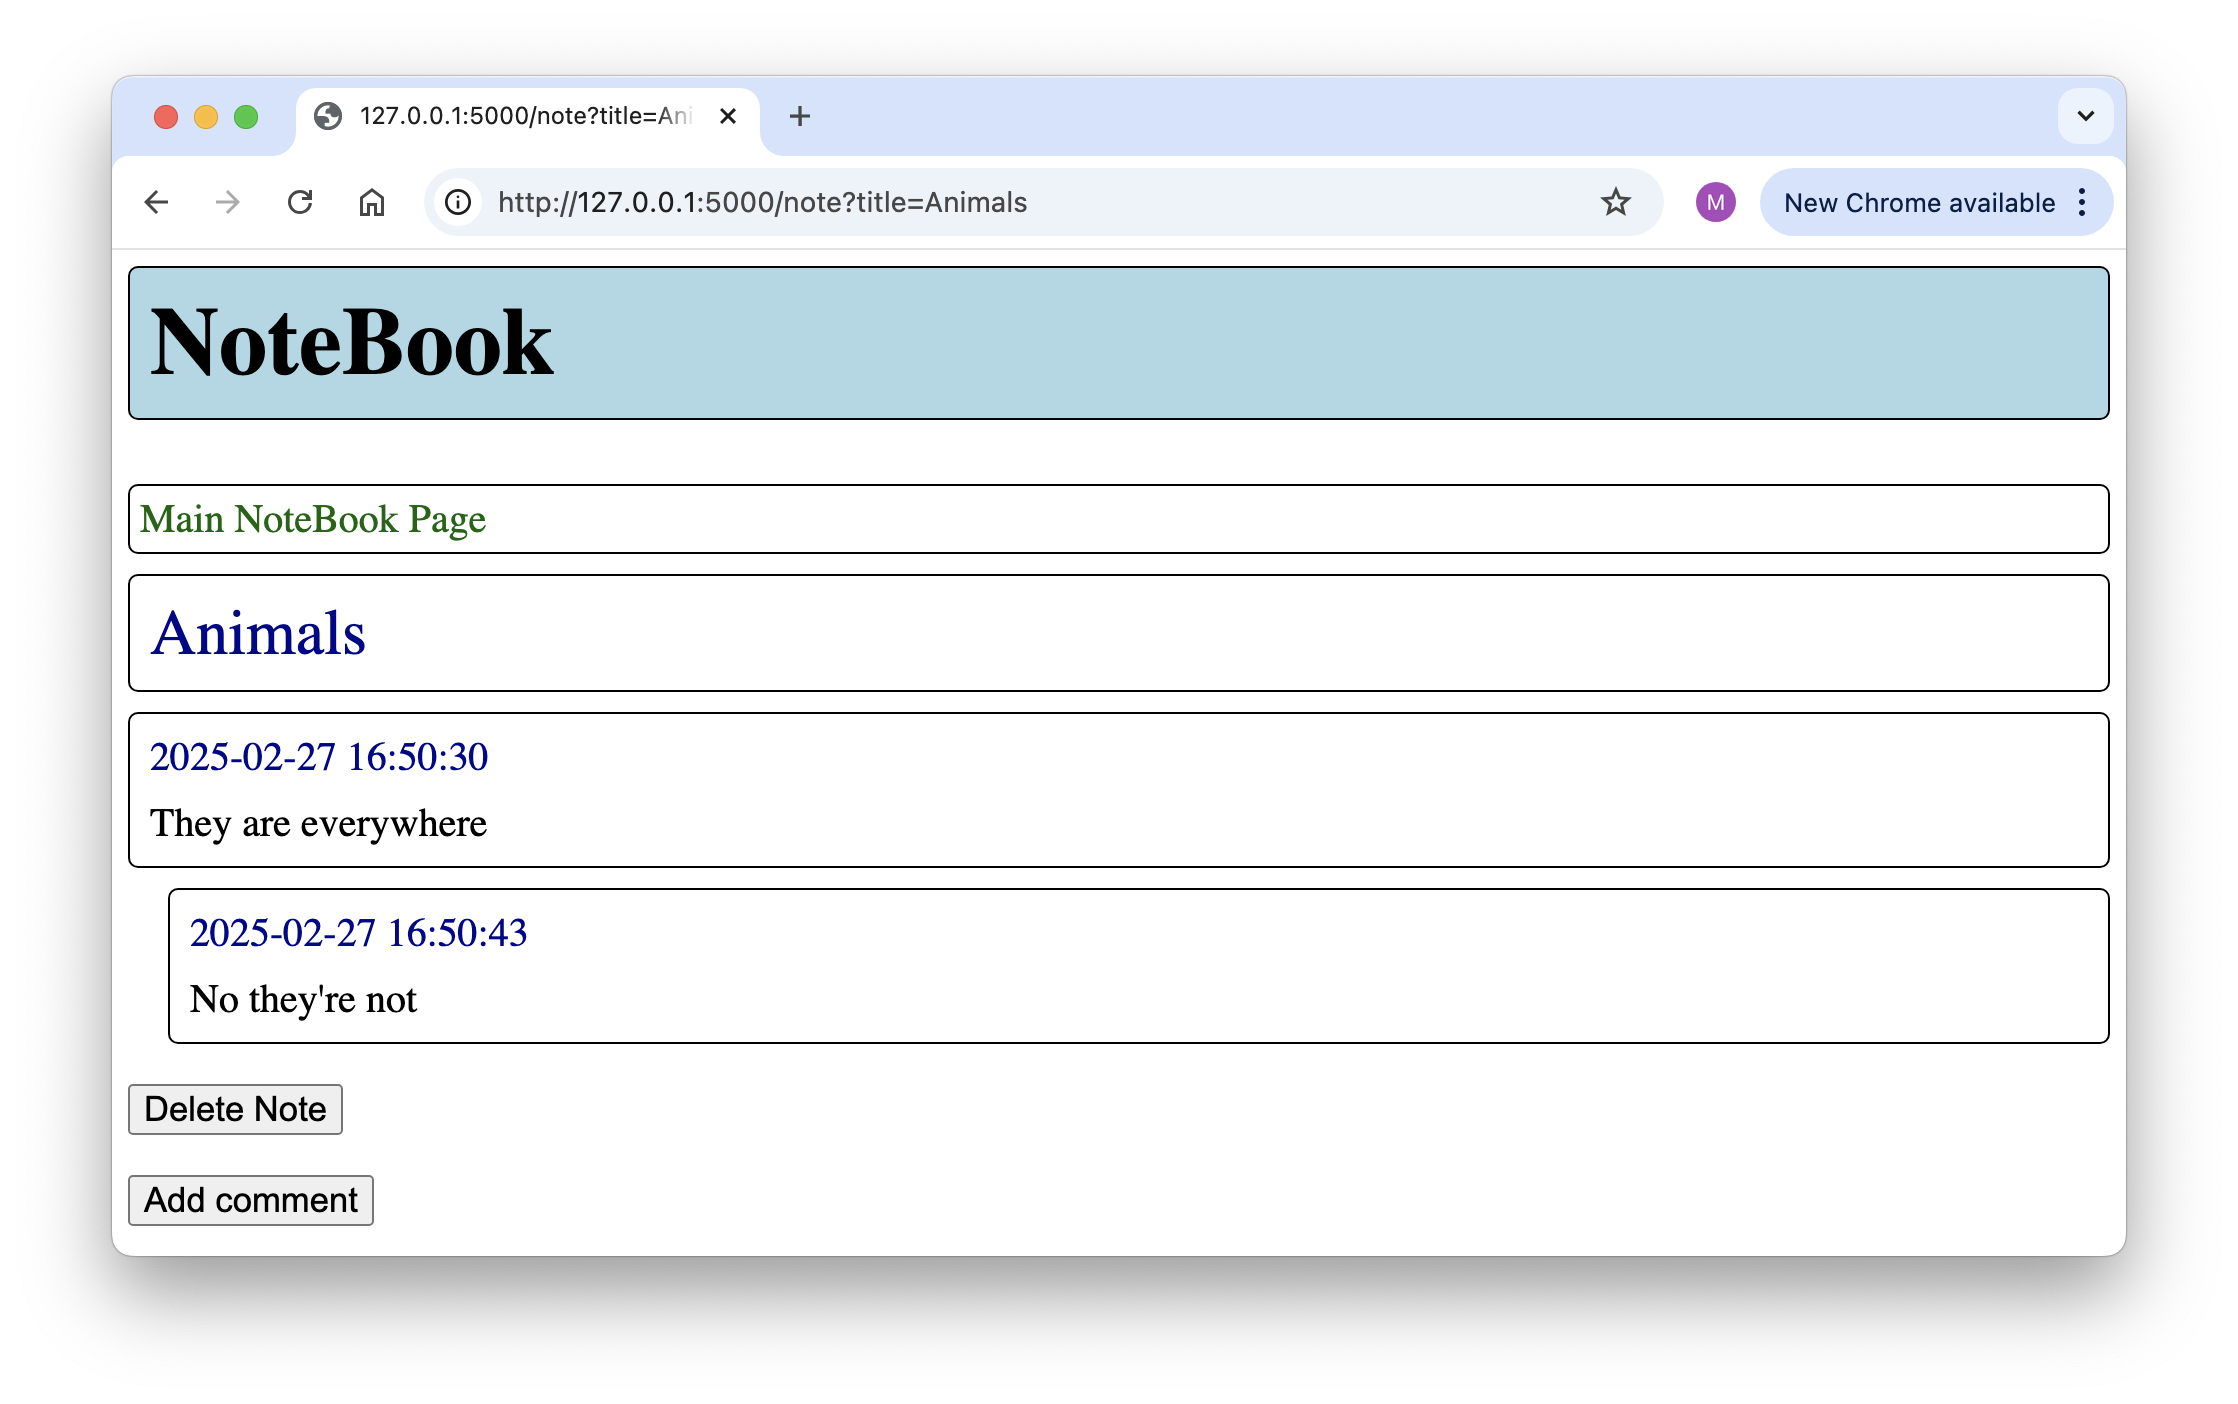 127.0.0.1:5000/note?title=Ani
http://127.0.0.1:5000/note?title=Animals
M
New Chrome available
NoteBook
Main NoteBook Page
Animals
2025-02-27 16:50:30
They are everywhere
2025-02-27 16:50:43
No they're not
Delete Note
Add comment